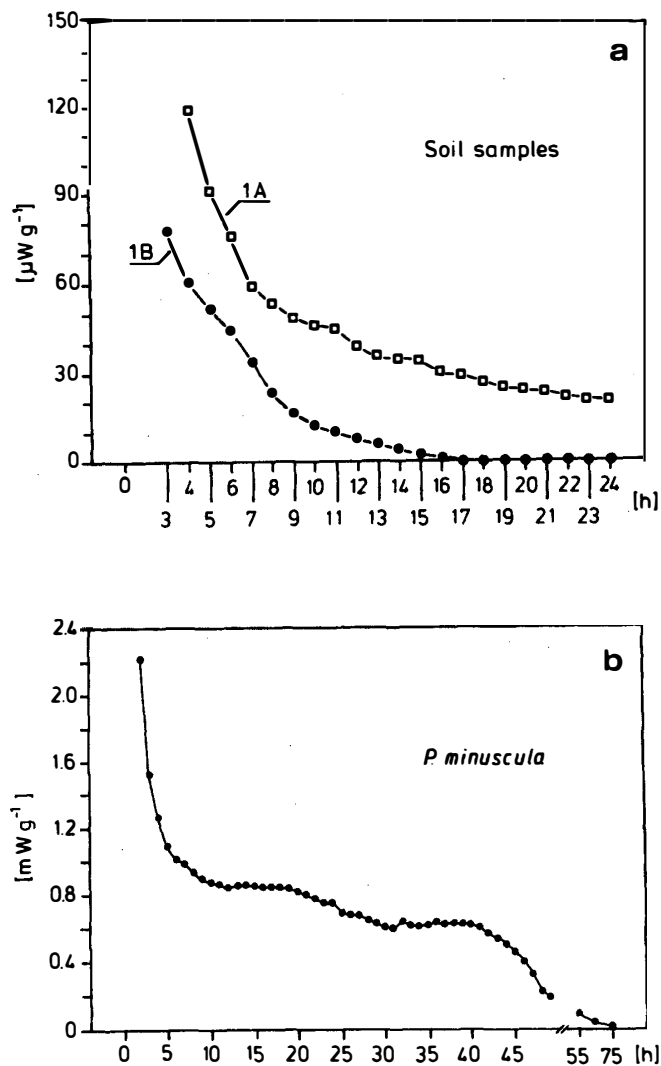 150
a
120
Soil samples
90
1A
[µW g⁻¹]
1B
60
30
0
0 4 6 8 10 12 14 16 18 20 22 24
3 5 7 9 11 13 15 17 19 21 23 [h]
2.4
b
2.0
P. minuscula
1.6
[mW g⁻¹]
1.2
0.8
0.4
0
0 5 10 15 20 25 30 35 40 45 55 75 [h]